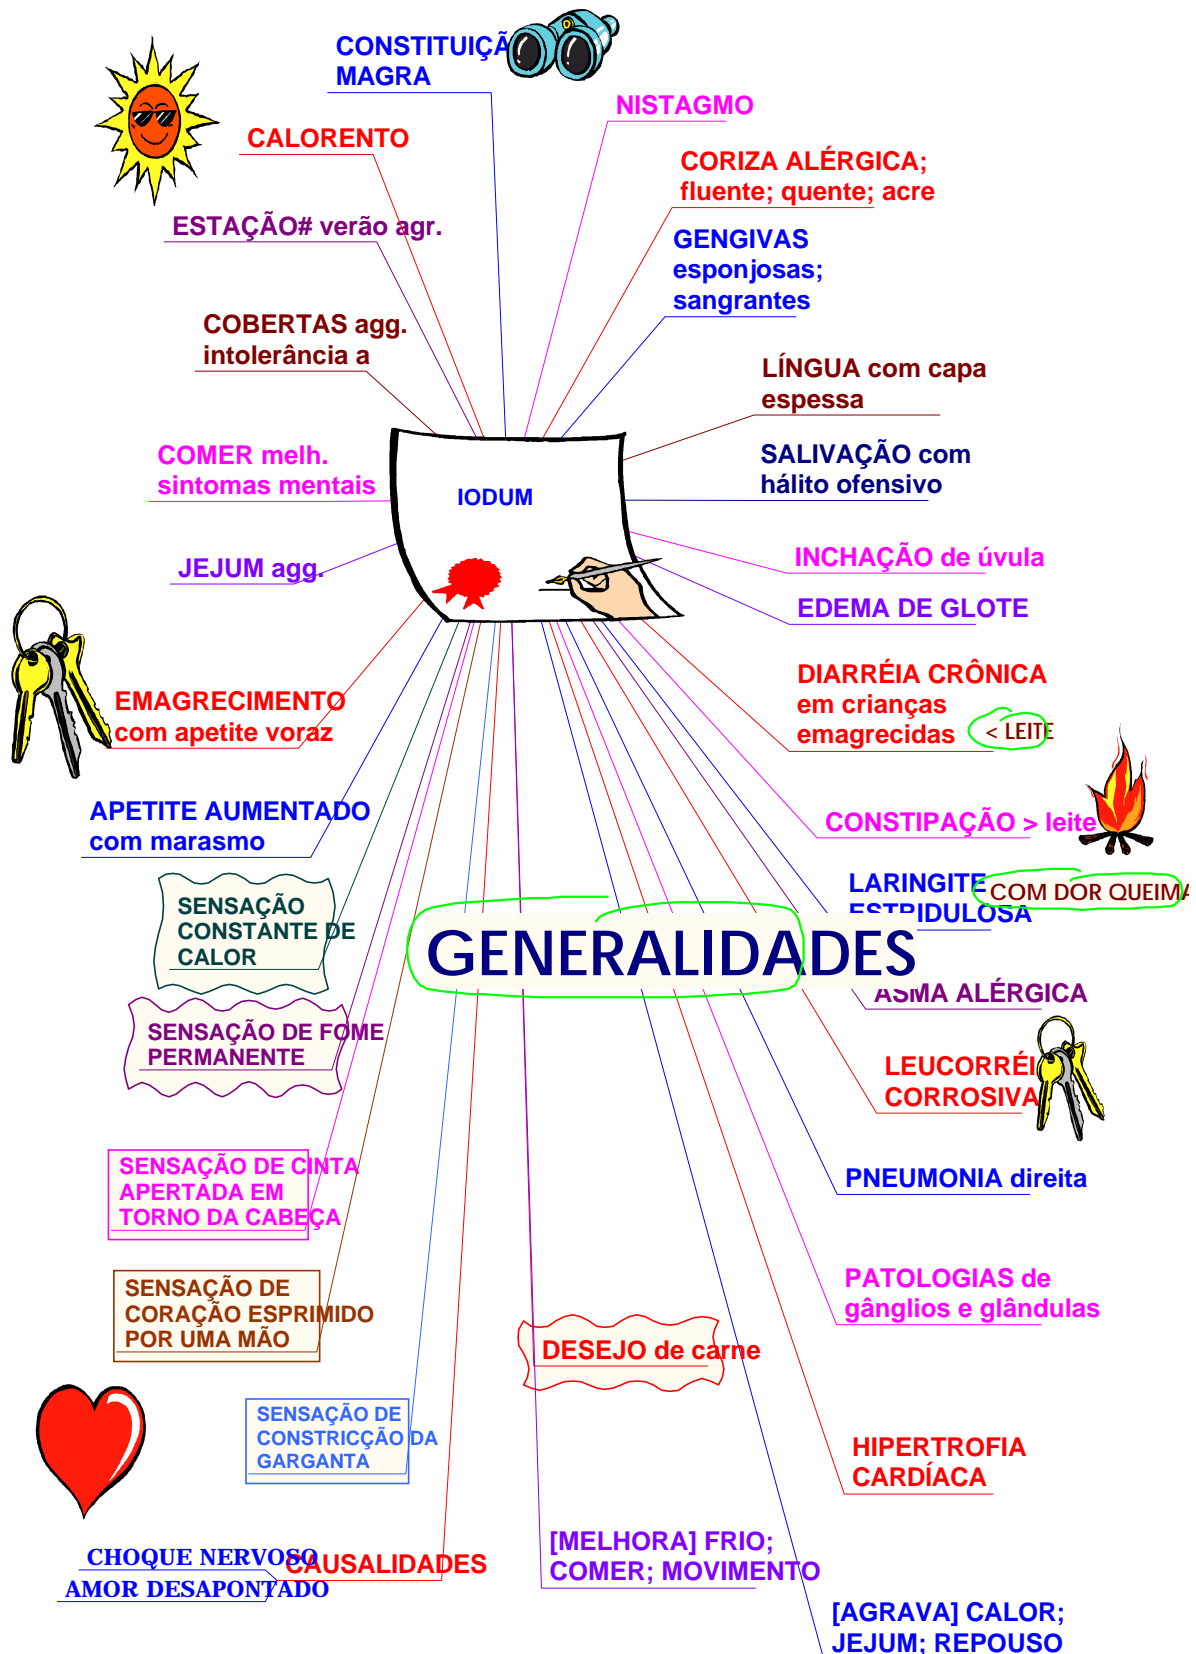 CONSTITUIÇÃ
MAGRA
NISTAGMO
CALORENTO
CORIZA ALÉRGICA;
fluente; quente; acre
ESTAÇÃO# verão agr.
GENGIVAS
esponjosas;
sangrantes
COBERTAS agg.
intolerância a
LÍNGUA com capa
espessa
COMER melh.
sintomas mentais
SALIVAÇÃO com
hálito ofensivo
IODUM
JEJUM agg.
INCHAÇÃO de úvula
EDEMA DE GLOTE
EMAGRECIMENTO
com apetite voraz
DIARRÉIA CRÔNICA
em crianças
emagrecidas
< LEITE
APETITE AUMENTADO
com marasmo
CONSTIPAÇÃO > leite
SENSAÇÃO
CONSTANTE DE
CALOR
LARINGITE
ESTRIDULOSA
COM DOR QUEIMA
GENERALIDADES
ASMA ALÉRGICA
SENSAÇÃO DE FOME
PERMANENTE
LEUCORRÉI
CORROSIVA
SENSAÇÃO DE CINTA
APERTADA EM
TORNO DA CABEÇA
PNEUMONIA direita
SENSAÇÃO DE
CORAÇÃO ESPRIMIDO
POR UMA MÃO
PATOLOGIAS de
gânglios e glândulas
DESEJO de carne
SENSAÇÃO DE
CONSTRICÇÃO DA
GARGANTA
HIPERTROFIA
CARDÍACA
CHOQUE NERVOSO
AMOR DESAPONTADO
CAUSALIDADES
[MELHORA] FRIO;
COMER; MOVIMENTO
[AGRAVA] CALOR;
JEJUM; REPOUSO